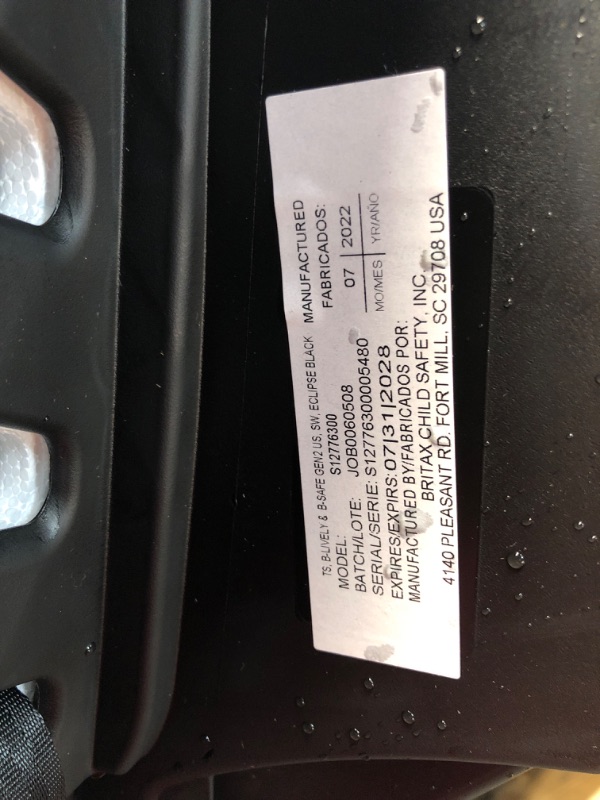 TS, B-LIVELY & B-SAFE GEN2 US, SW, ECLIPSE BLACK
MODEL: S12776300
BATCH/LOTE: JOB0060508
SERIAL/SERIE: S12776300005480
EXPIRES/EXPIRS: 07|31|2028
MANUFACTURED BY/FABRICADOS POR:
BRITAX CHILD SAFETY, INC.
4140 PLEASANT RD. FORT MILL, SC 29708 USA
MANUFACTURED
FABRICADOS:
07 | 2022
MO/MES | YR/AÑO